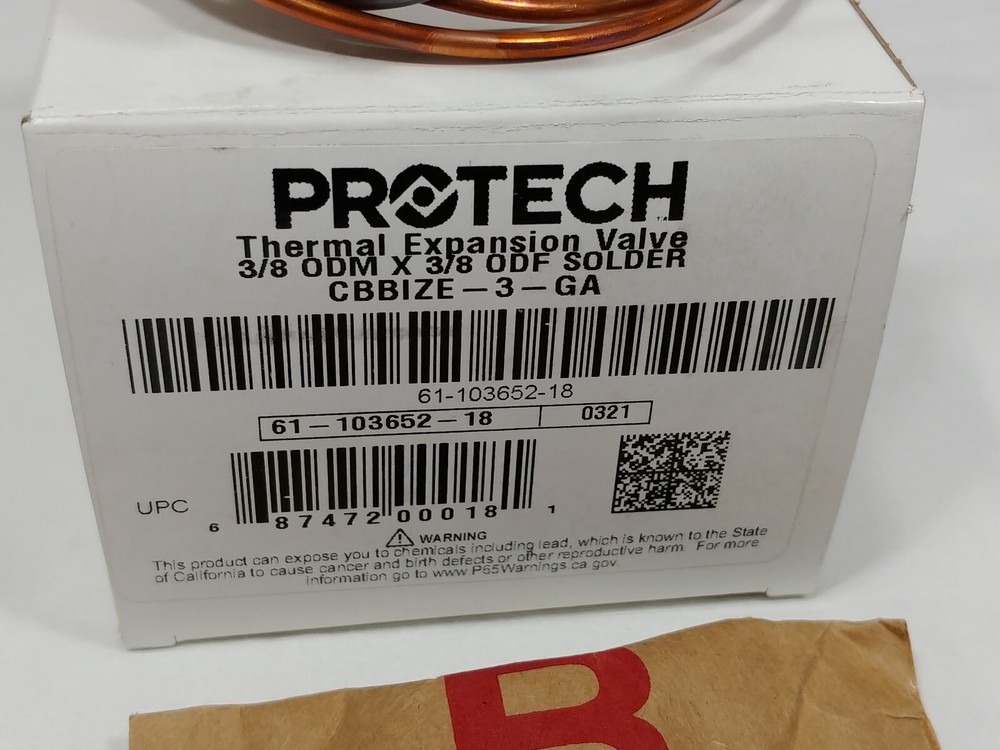 PROTECH
Thermal Expansion Valve
3/8 ODM X 3/8 ODF SOLDER
CBBIZE-3-GA
61-103652-18
61-103652-18 0321
UPC 6 87472 00018 1
WARNING
This product can expose you to chemicals including lead, which is known to the State
of California to cause cancer and birth defects or other reproductive harm. For more
information go to www.P65Warnings.ca.gov.
B